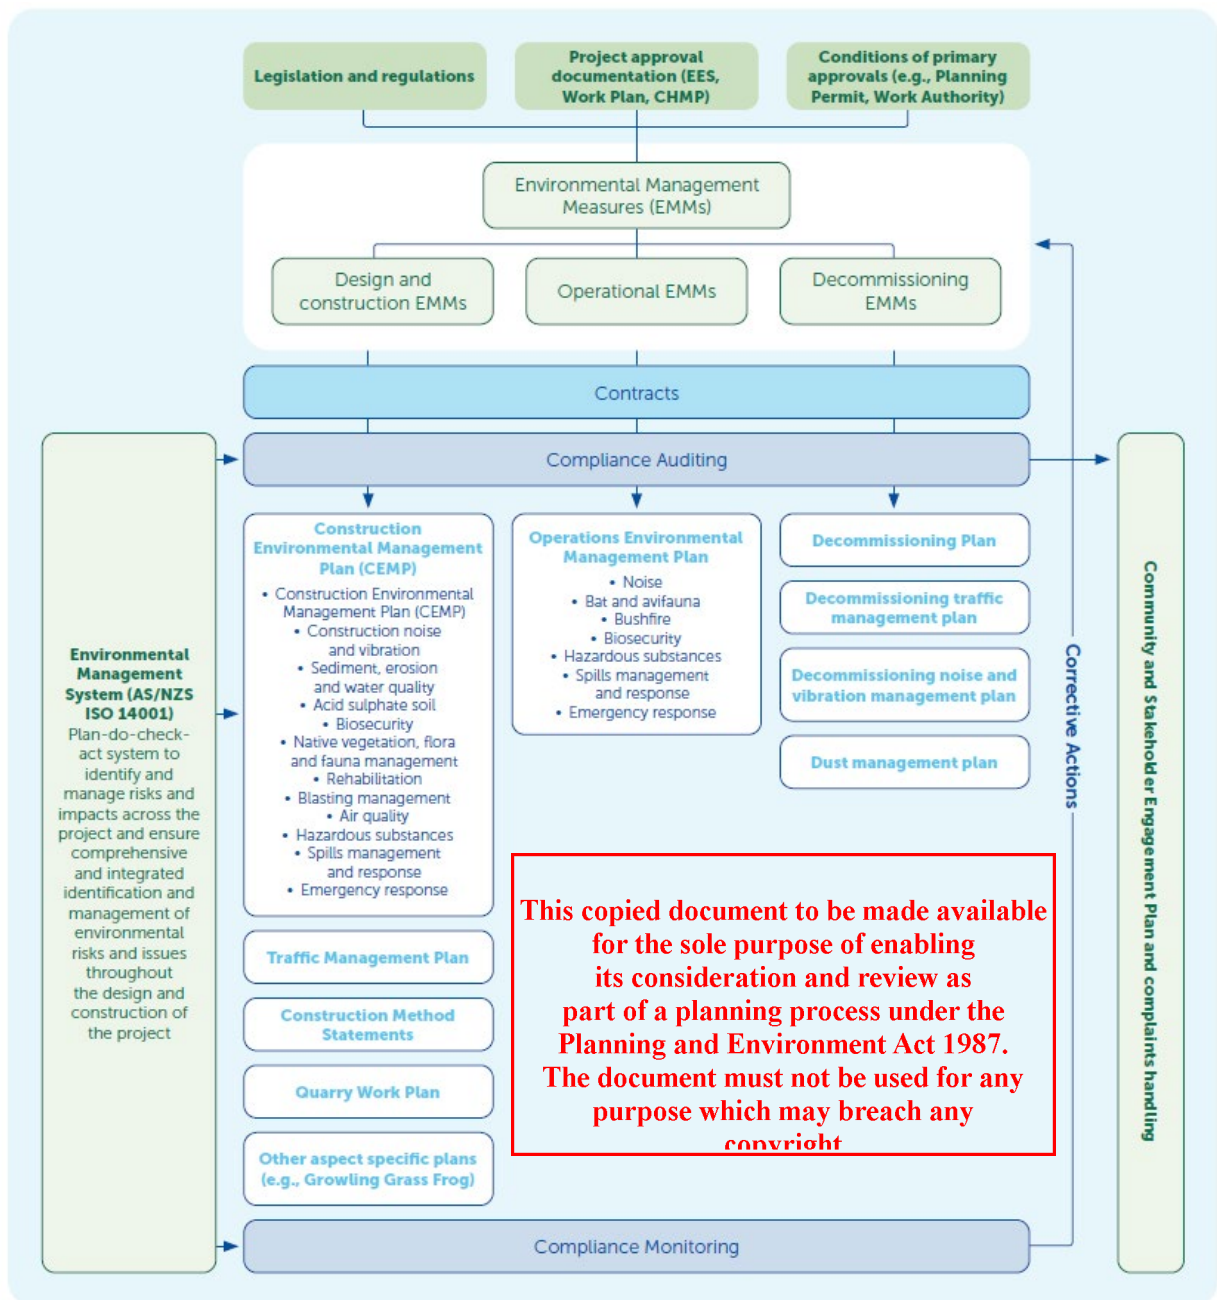 Legislation and regulations
Project approval
documentation (EES,
Work Plan, CHMP)
Conditions of primary
approvals (e.g., Planning
Permit, Work Authority)
Environmental Management
Measures (EMMs)
Design and
construction EMMs
Operational EMMs
Decommissioning
EMMs
Contracts
Compliance Auditing
Environmental
Management
System (AS/NZS
ISO 14001)
Plan-do-check-
act system to
identify and
manage risks and
impacts across the
project and ensure
comprehensive
and integrated
identification and
management of
environmental
risks and issues
throughout
the design and
construction of
the project
Construction
Environmental Management
Plan (CEMP)
• Construction Environmental
Management Plan (CEMP)
• Construction noise
and vibration
• Sediment, erosion
and water quality
• Acid sulphate soil
• Biosecurity
• Native vegetation, flora
and fauna management
• Rehabilitation
• Blasting management
• Air quality
• Hazardous substances
• Spills management
and response
• Emergency response
Traffic Management Plan
Construction Method
Statements
Quarry Work Plan
Other aspect specific plans
(e.g., Growling Grass Frog)
Operations Environmental
Management Plan
• Noise
• Bat and avifauna
• Bushfire
• Biosecurity
• Hazardous substances
• Spills management
and response
• Emergency response
Decommissioning Plan
Decommissioning traffic
management plan
Decommissioning noise and
vibration management plan
Dust management plan
This copied document to be made available
for the sole purpose of enabling
its consideration and review as
part of a planning process under the
Planning and Environment Act 1987.
The document must not be used for any
purpose which may breach any
copyright
Corrective Actions
Community and Stakeholder Engagement Plan and complaints handling
Compliance Monitoring